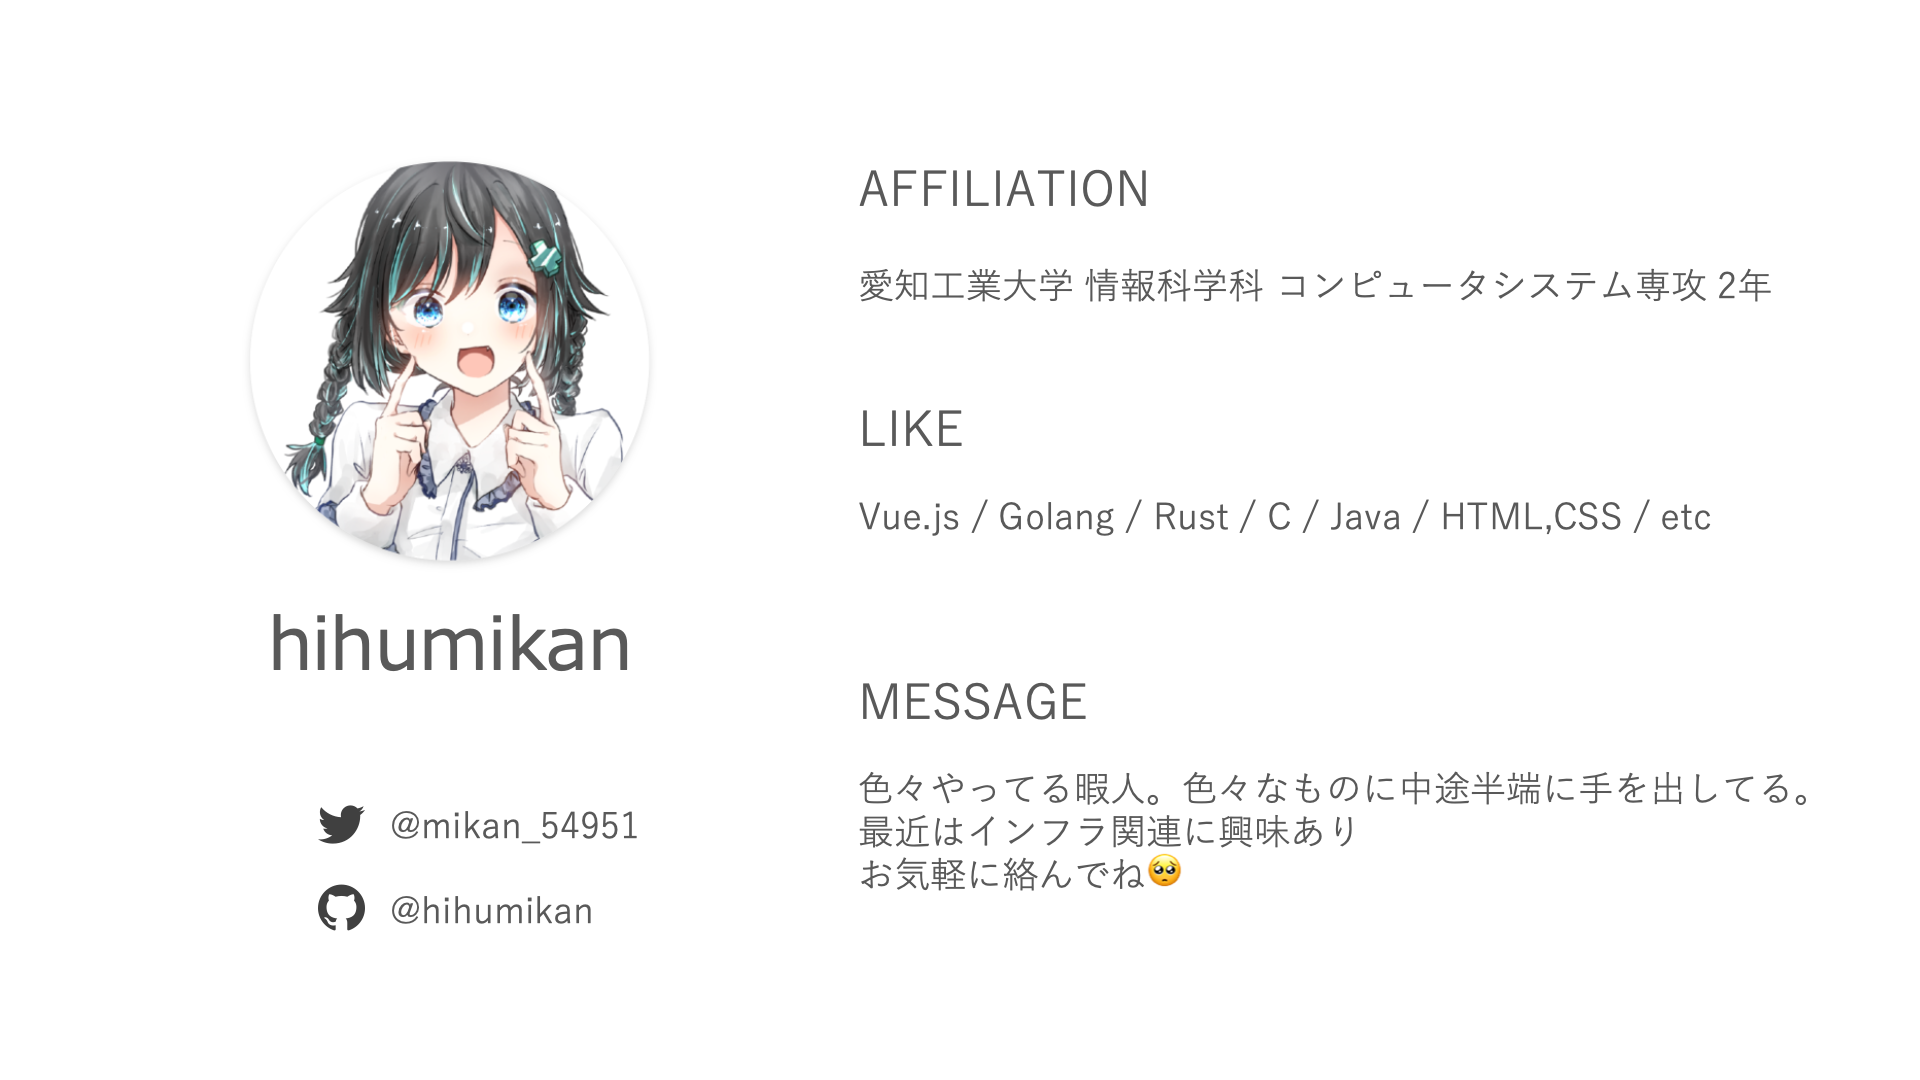 hihumikan
@mikan_54951
@hihumikan
AFFILIATION
愛知工業大学 情報科学科 コンピュータシステム専攻 2年
LIKE
Vue.js / Golang / Rust / C / Java / HTML,CSS / etc
MESSAGE
色々やってる暇人。色々なものに中途半端に手を出してる。
最近はインフラ関連に興味あり
お気軽に絡んでね🥺